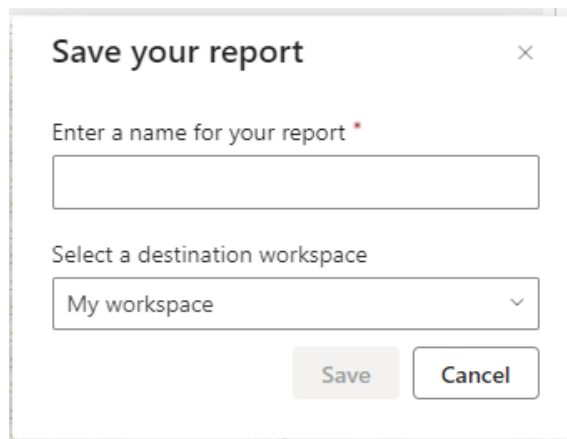 Save your report
Enter a name for your report *
Select a destination workspace
My workspace
Save Cancel